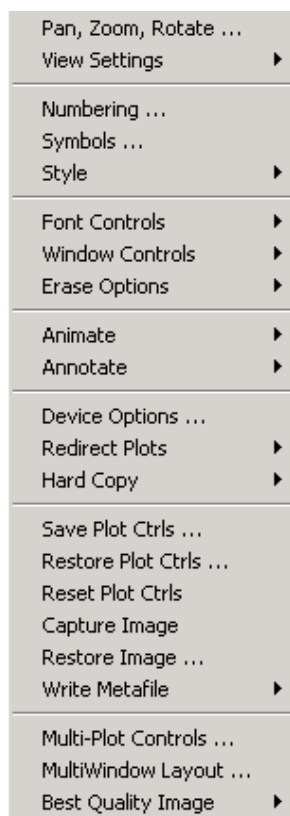 Pan, Zoom, Rotate ...
View Settings
Numbering ...
Symbols ...
Style
Font Controls
Window Controls
Erase Options
Animate
Annotate
Device Options ...
Redirect Plots
Hard Copy
Save Plot Ctrls ...
Restore Plot Ctrls ...
Reset Plot Ctrls
Capture Image
Restore Image ...
Write Metafile
Multi-Plot Controls ...
MultiWindow Layout ...
Best Quality Image